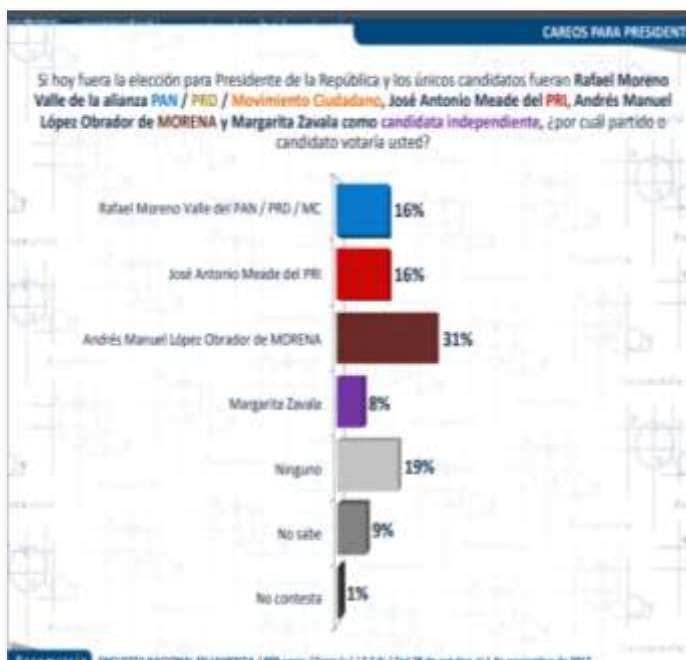 CAREOS PARA PRESIDENT
Si hoy fuera la elección para Presidente de la República y los únicos candidatos fueran Rafael Moreno
Valle de la alianza PAN / PRD / Movimiento Ciudadano, José Antonio Meade del PRI, Andrés Manuel
López Obrador de MORENA y Margarita Zavala como candidata independiente, ¿por cuál partido o
candidato votaría usted?
Rafael Moreno Valle del PAN / PRD / MC 16%
José Antonio Meade del PRI 16%
Andrés Manuel López Obrador de MORENA 31%
Margarita Zavala 8%
Ninguno 19%
No sabe 9%
No contesta 1%
ENCUESTA NACIONAL EN VIVIENDA